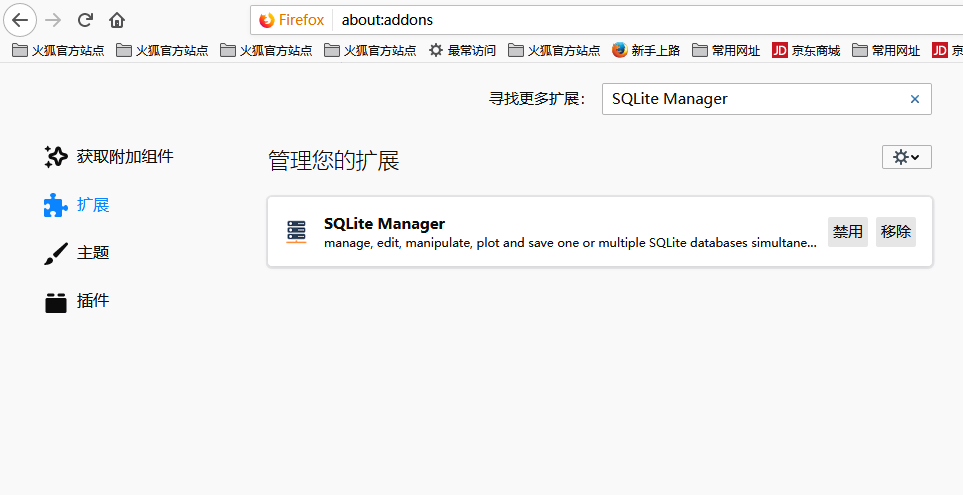 Firefox about:addons
火狐官方站点 火狐官方站点 火狐官方站点 火狐官方站点 最常访问 火狐官方站点 新手上路 常用网址 JD 京东商城 常用网址 JD 京
寻找更多扩展： SQLite Manager
获取附加组件
管理您的扩展
扩展
SQLite Manager
manage, edit, manipulate, plot and save one or multiple SQLite databases simultane...
禁用 移除
主题
插件